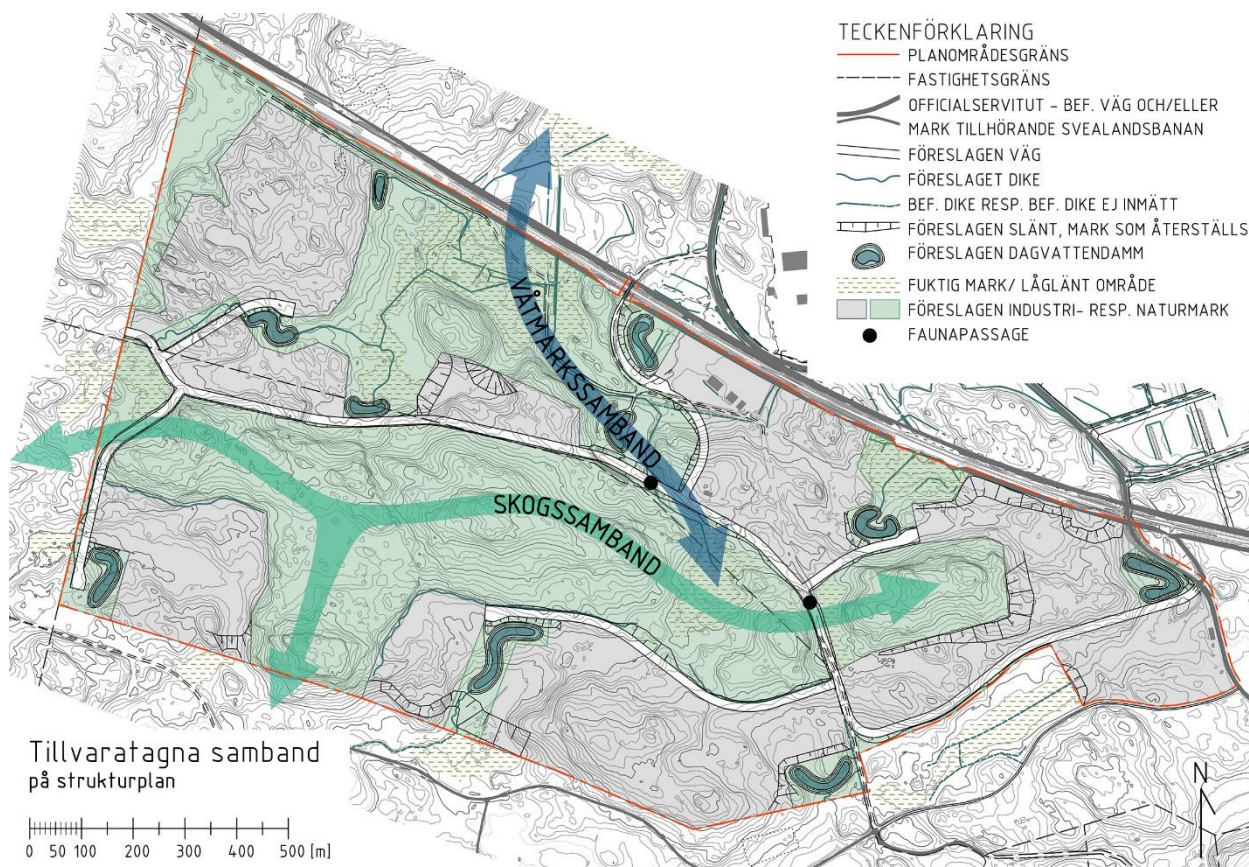 TECKENFÖRKLARING
PLANOMRÅDESGRÄNS
FASTIGHETSGRÄNS
OFFICIALSERVITUT - BEF. VÄG OCH/ELLER
MARK TILLHÖRANDE SVEALANDSBANAN
FÖRESLAGEN VÄG
FÖRESLAGET DIKE
BEF. DIKE RESP. BEF. DIKE EJ INMÄTT
FÖRESLAGEN SLÄNT, MARK SOM ÅTERSTÄLLS
FÖRESLAGEN DAGVATTENDAMM
FUKTIG MARK/ LÅGLÄNT OMRÅDE
FÖRESLAGEN INDUSTRI- RESP. NATURMARK
FAUNAPASSAGE
VÅTMARKSSAMBAND
SKOGSSAMBAND
Tillvaratagna samband
på strukturplan
0 50 100 200 300 400 500 [m]
N